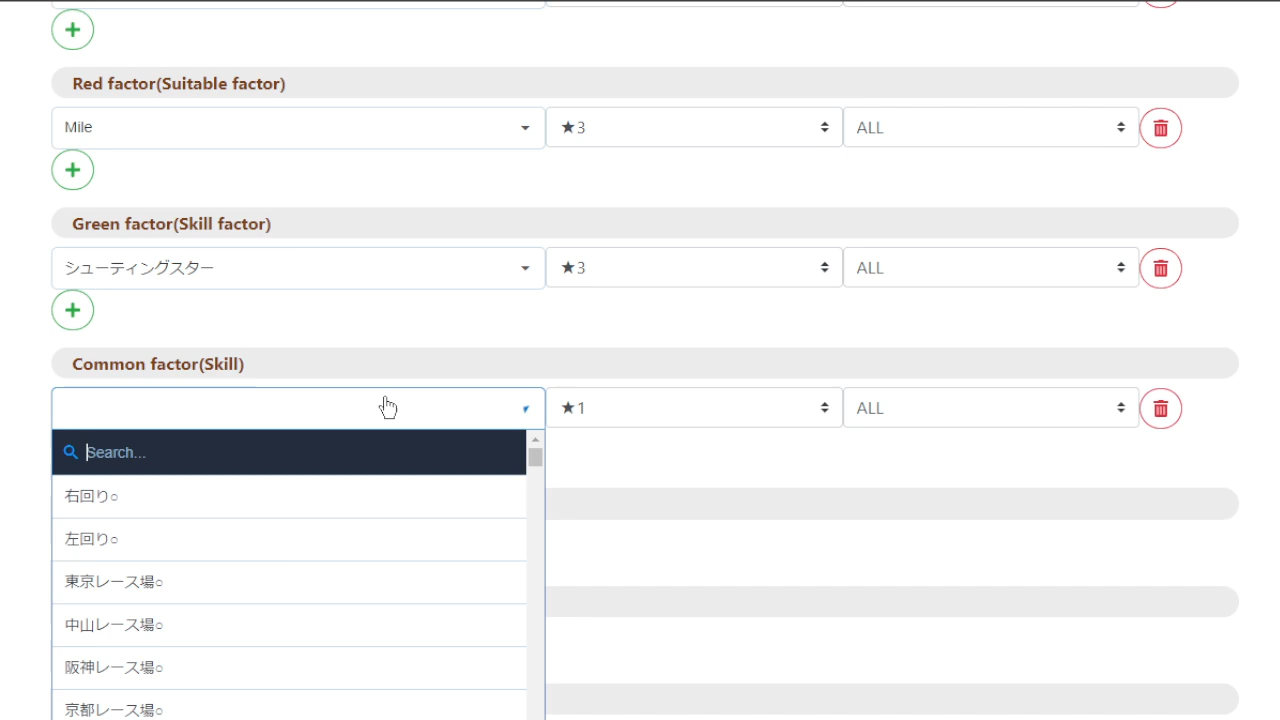 Red factor(Suitable factor)
Mile ★3 ALL
Green factor(Skill factor)
シューティングスター ★3 ALL
Common factor(Skill)
★1 ALL
Search...
右回り○
左回り○
東京レース場○
中山レース場○
阪神レース場○
京都レース場○